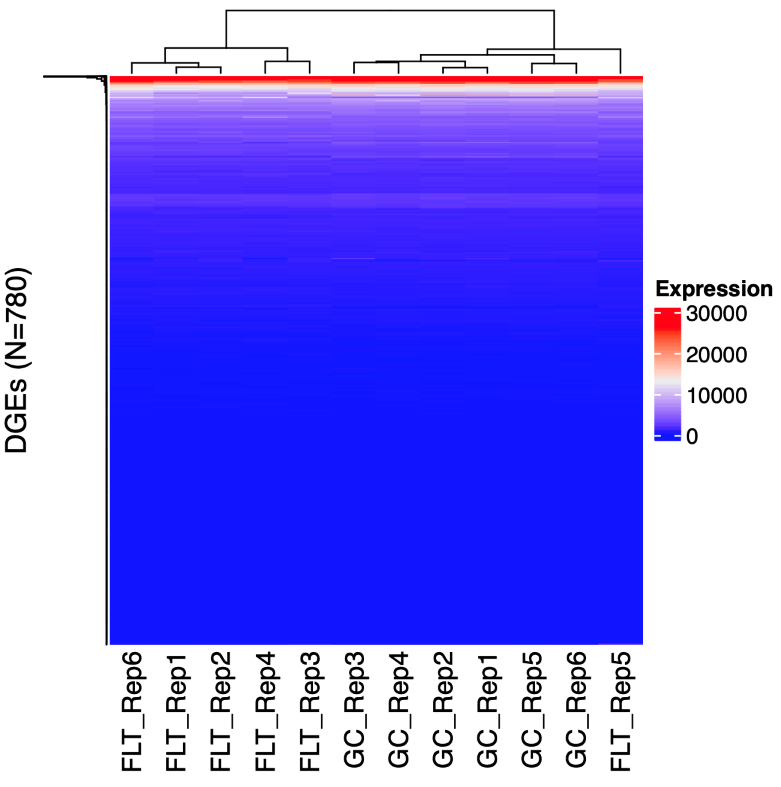 DGEs (N=780)
Expression
30000
20000
10000
0
FLT_Rep6
FLT_Rep1
FLT_Rep2
FLT_Rep4
FLT_Rep3
GC_Rep3
GC_Rep4
GC_Rep2
GC_Rep1
GC_Rep5
GC_Rep6
FLT_Rep5